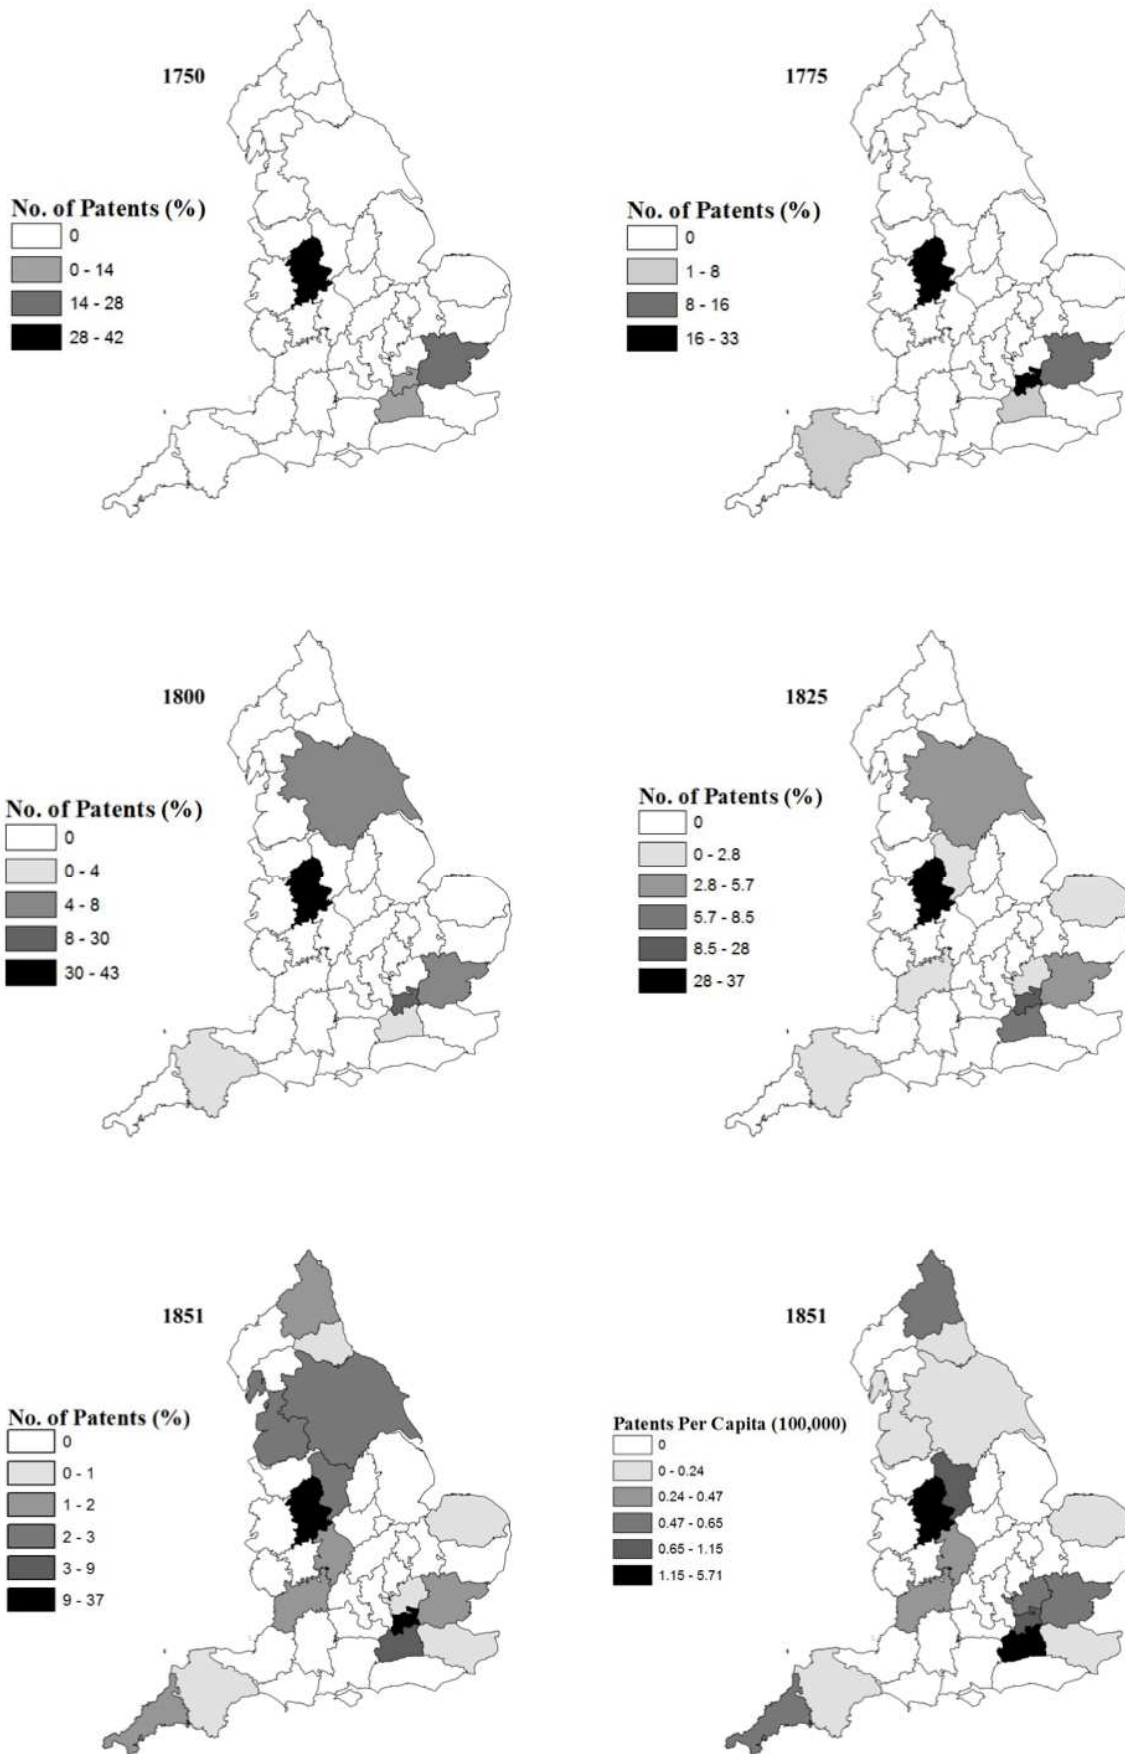 1750
No. of Patents (%)
0
0 - 14
14 - 28
28 - 42
1775
No. of Patents (%)
0
1 - 8
8 - 16
16 - 33
1800
No. of Patents (%)
0
0 - 4
4 - 8
8 - 30
30 - 43
1825
No. of Patents (%)
0
0 - 2.8
2.8 - 5.7
5.7 - 8.5
8.5 - 28
28 - 37
1851
No. of Patents (%)
0
0 - 1
1 - 2
2 - 3
3 - 9
9 - 37
1851
Patents Per Capita (100,000)
0
0 - 0.24
0.24 - 0.47
0.47 - 0.65
0.65 - 1.15
1.15 - 5.71